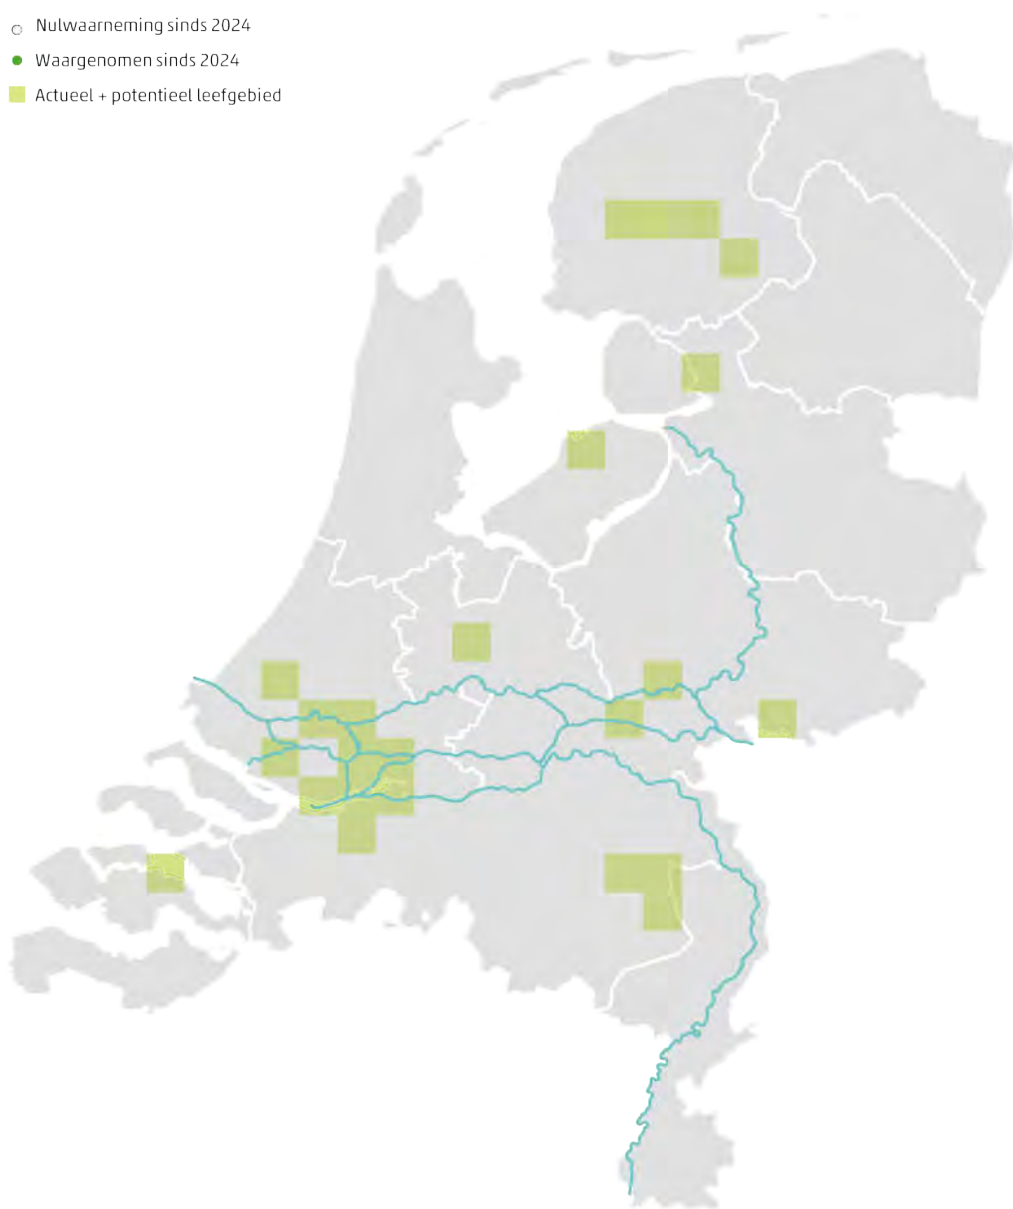 Nulwaarneming sinds 2024
Waargenomen sinds 2024
Actueel + potentieel leefgebied